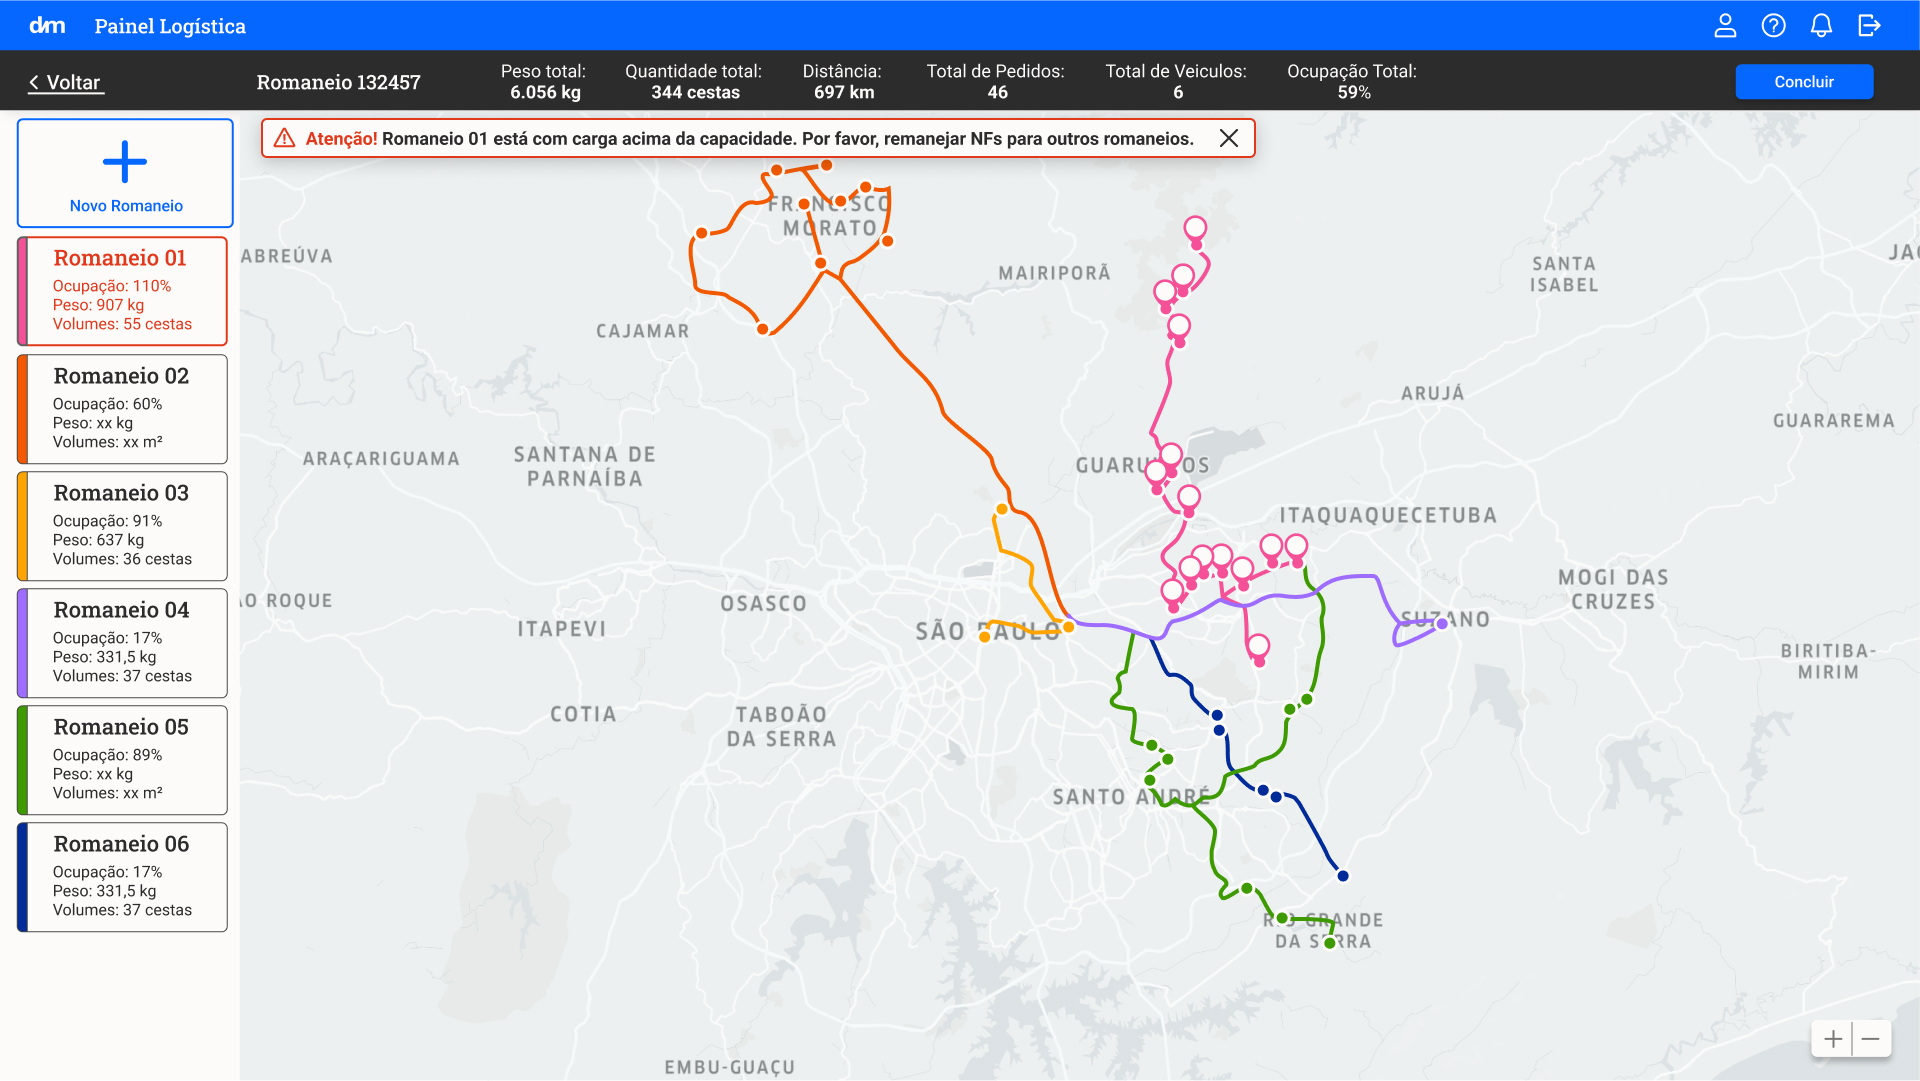 dm
Painel Logística
Voltar
Romaneio 132457
Peso total:
6.056 kg
Quantidade total:
344 cestas
Distância:
697 km
Total de Pedidos:
46
Total de Veiculos:
6
Ocupação Total:
59%
Concluir
Novo Romaneio
Romaneio 01
Ocupação: 110%
Peso: 907 kg
Volumes: 55 cestas
Romaneio 02
Ocupação: 60%
Peso: xx kg
Volumes: xx m²
Romaneio 03
Ocupação: 91%
Peso: 637 kg
Volumes: 36 cestas
Romaneio 04
Ocupação: 17%
Peso: 331,5 kg
Volumes: 37 cestas
Romaneio 05
Ocupação: 89%
Peso: xx kg
Volumes: xx m²
Romaneio 06
Ocupação: 17%
Peso: 331,5 kg
Volumes: 37 cestas
Atenção! Romaneio 01 está com carga acima da capacidade. Por favor, remanejar NFs para outros romaneios.
FRANCISCO
MORATO
ABREÚVA
MAIRIPORÃ
SANTA
ISABEL
JAC
CAJAMAR
ARUJÁ
GUARAREMA
ARAÇARIGUAMA
SANTANA DE
PARNAÍBA
GUARULHOS
ITAQUAQUECETUBA
MOGI DAS
CRUZES
ÃO ROQUE
OSASCO
ITAPEVI
SÃO PAULO
SUZANO
BIRITIBA-
MIRIM
COTIA
TABOÃO
DA SERRA
SANTO ANDRÉ
RIO GRANDE
DA SERRA
EMBU-GUAÇU